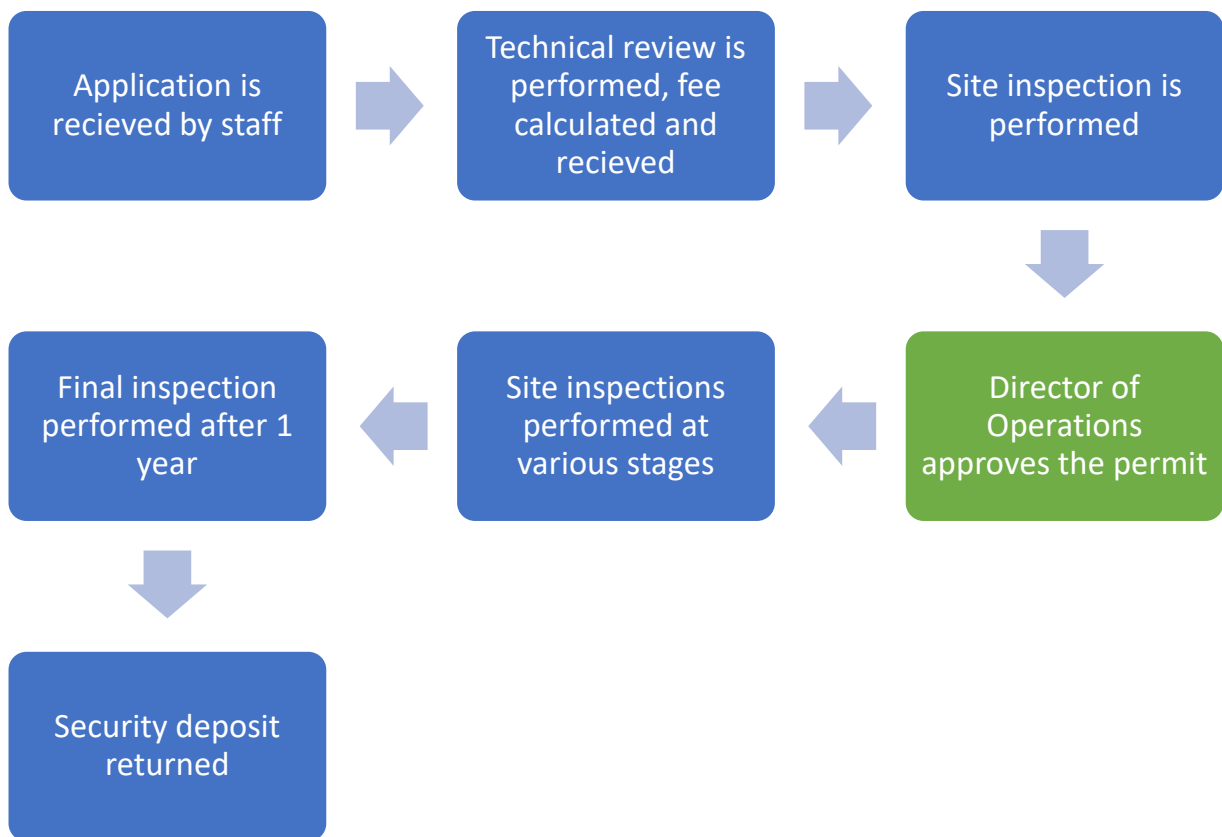 Application is
recieved by staff
Technical review is
performed, fee
calculated and
recieved
Site inspection is
performed
Director of
Operations
approves the permit
Site inspections
performed at
various stages
Final inspection
performed after 1
year
Security deposit
returned